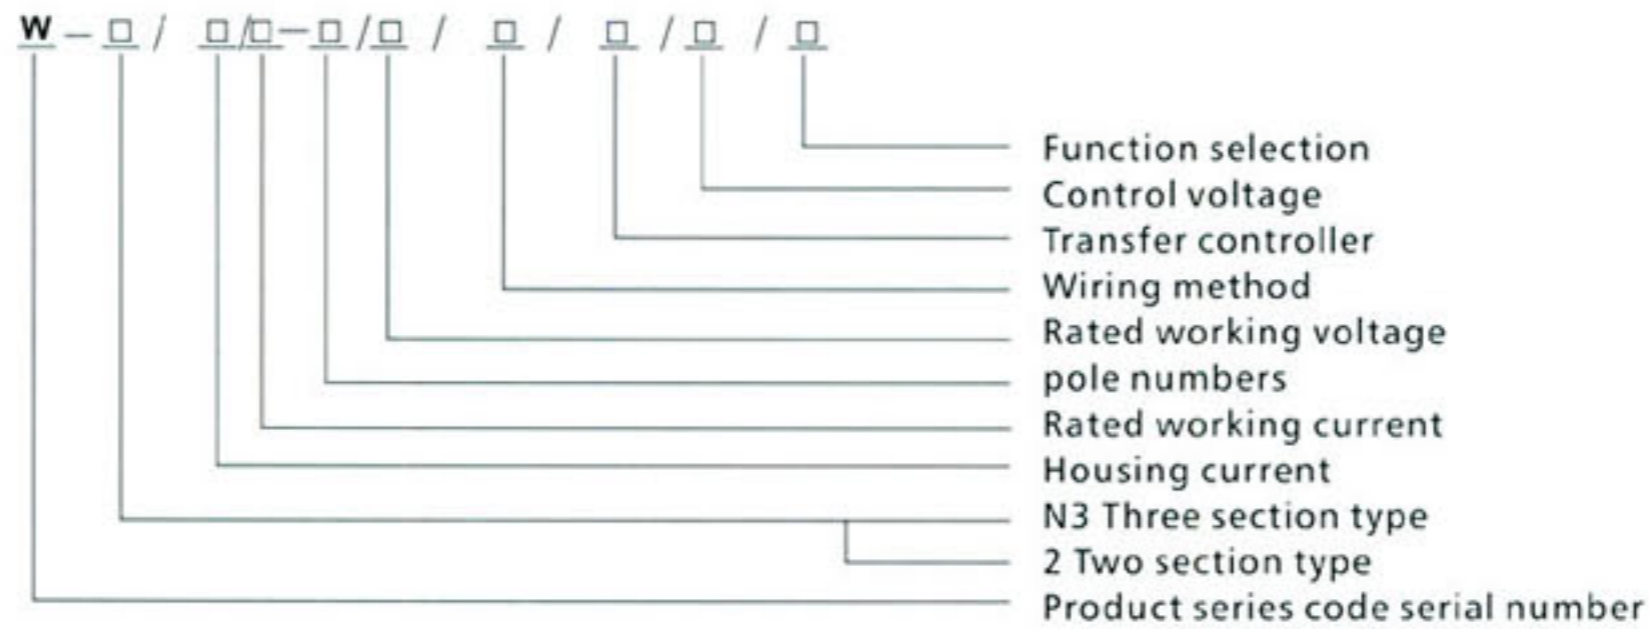 W – □ / □/□–□/□ / □ / □ / □ / □
Function selection
Control voltage
Transfer controller
Wiring method
Rated working voltage
pole numbers
Rated working current
Housing current
N3 Three section type
2 Two section type
Product series code serial number